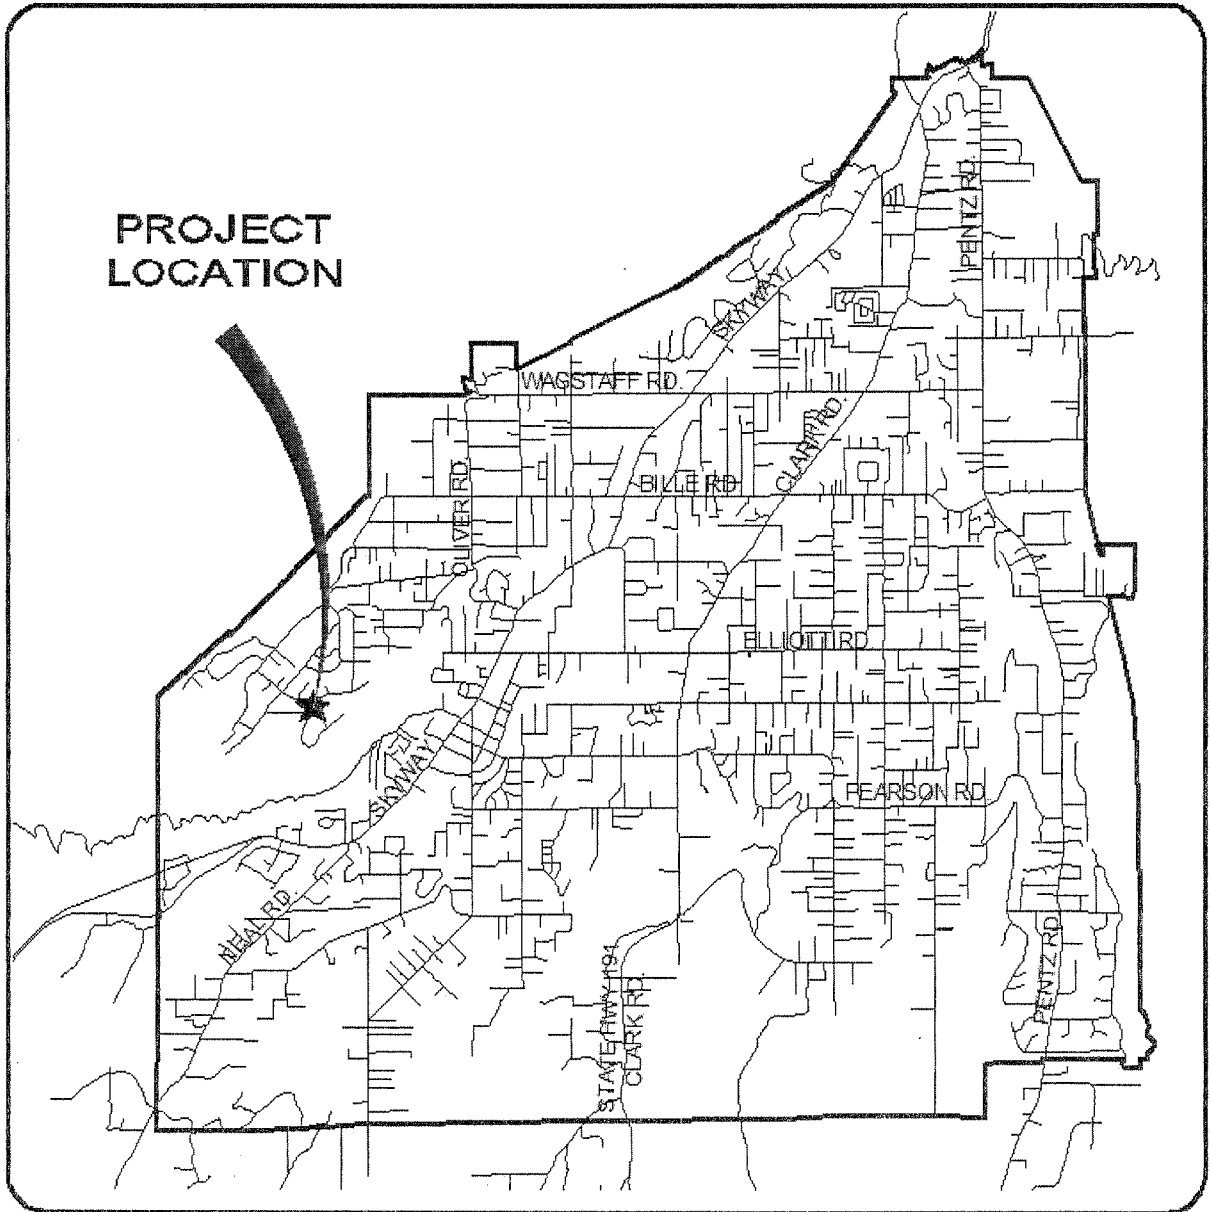 PROJECT
LOCATION
PENTZ RD.
SKYWAY
WAGSTAFF RD.
CLARK RD.
OLIVER RD.
BILLE RD
ELLIOTT RD
SKYWAY
PEARSON RD.
NEAL RD.
PENTZ RD
STATE HWY 191
CLARK RD.